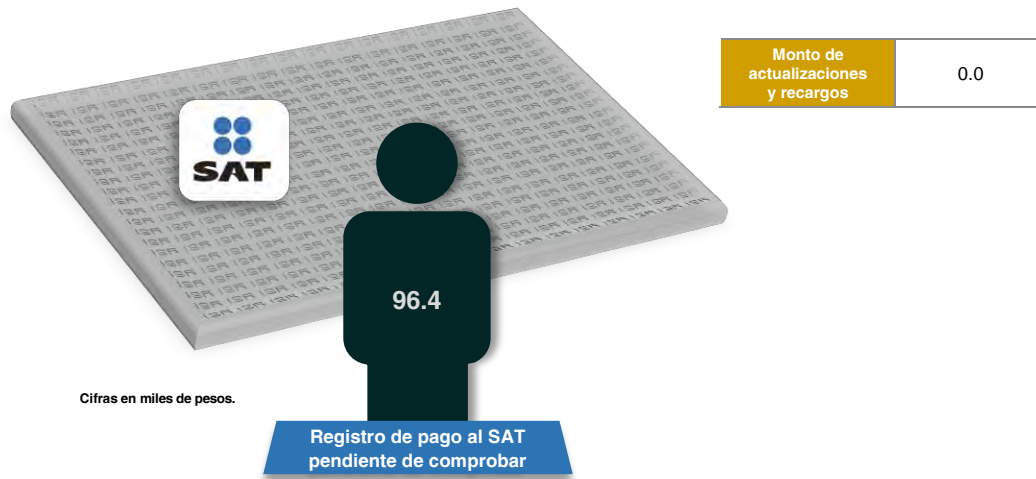 Monto de
actualizaciones
y recargos
0.0
SAT
96.4
Cifras en miles de pesos.
Registro de pago al SAT
pendiente de comprobar